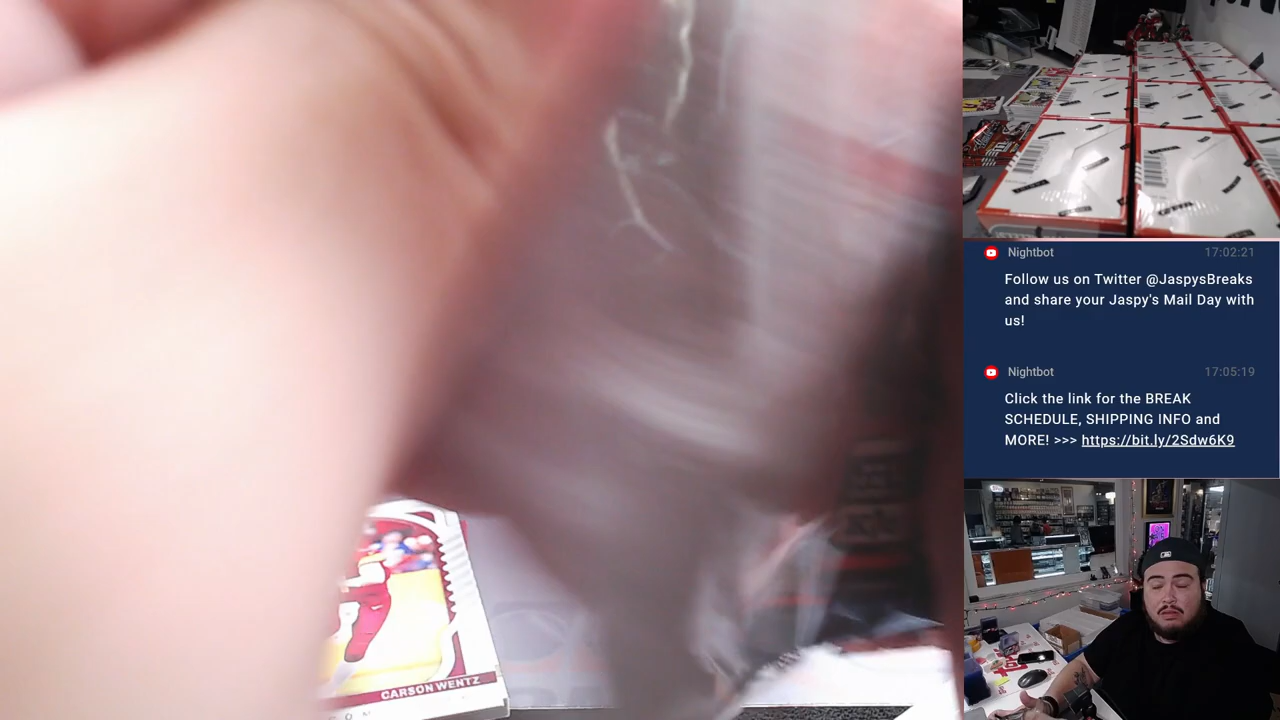 Nightbot 17:02:21
Follow us on Twitter @JaspysBreaks
and share your Jaspy's Mail Day with
us!
Nightbot 17:05:19
Click the link for the BREAK
SCHEDULE, SHIPPING INFO and
MORE! >>> https://bit.ly/2Sdw6K9
CARSON WENTZ